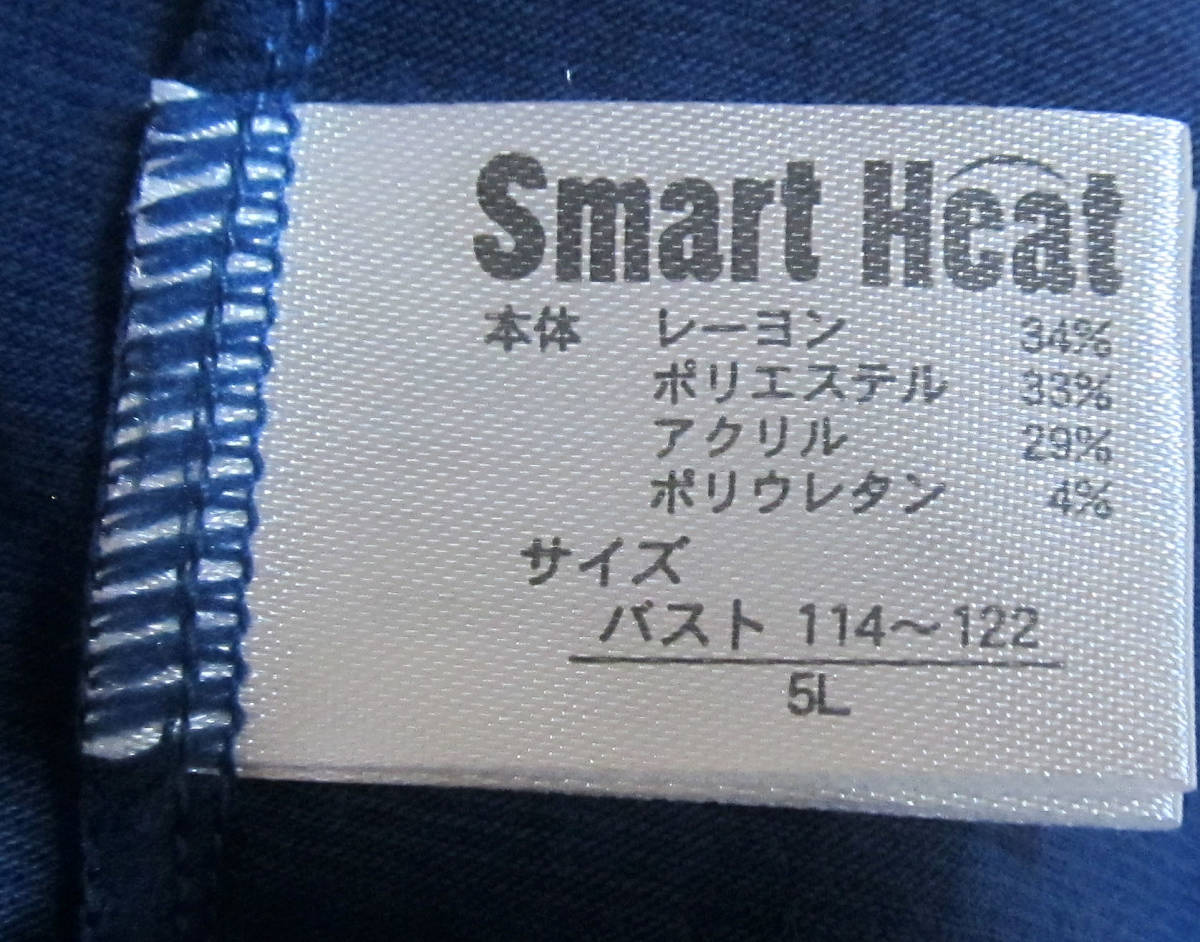 Smart Heat
本体 レーヨン 34%
ポリエステル 33%
アクリル 29%
ポリウレタン 4%
サイズ
バスト 114～122
5L